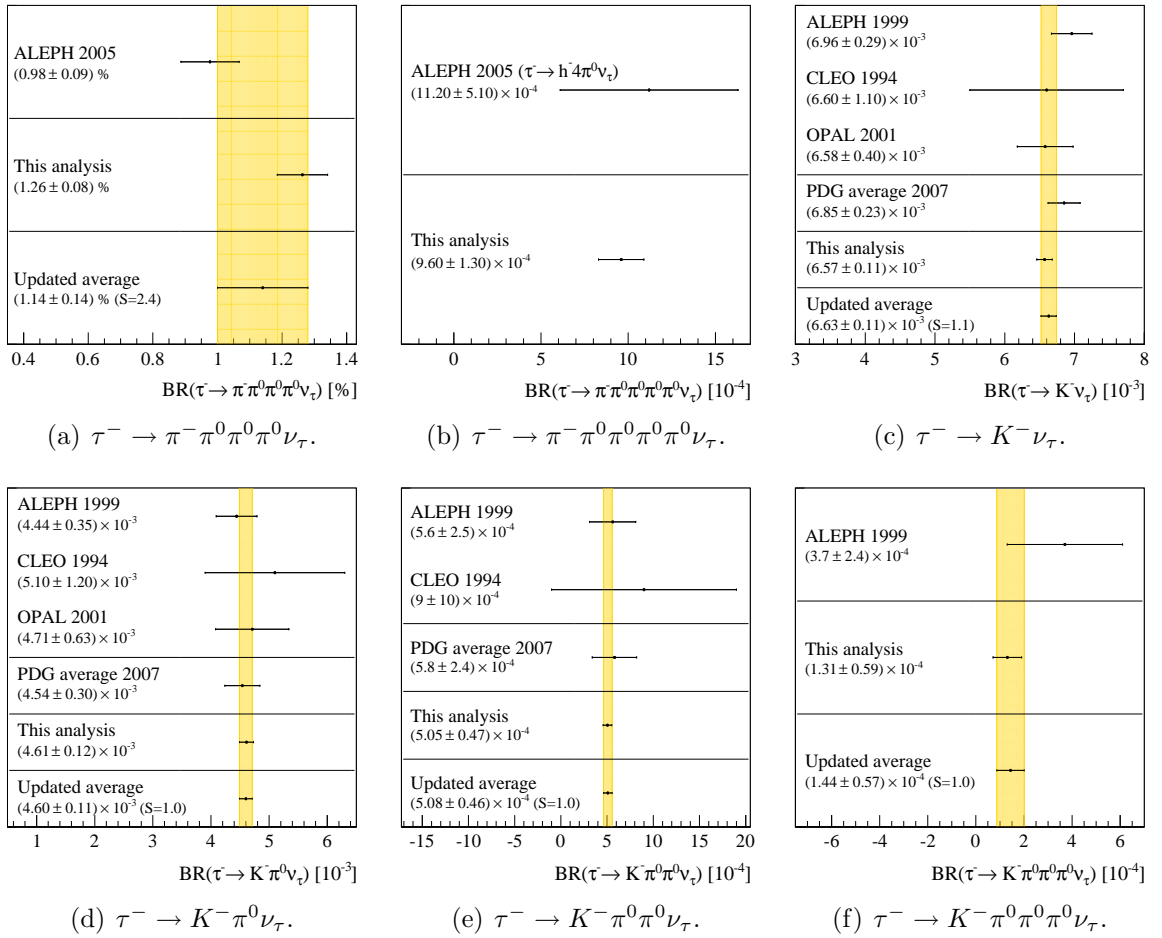 ALEPH 2005
(0.98 ± 0.09) %
This analysis
(1.26 ± 0.08) %
Updated average
(1.14 ± 0.14) % (S=2.4)
0.4 0.6 0.8 1 1.2 1.4
BR(τ⁻→ π⁻π⁰π⁰π⁰ν_τ) [%]
(a) τ⁻ → π⁻π⁰π⁰π⁰ν_τ.
ALEPH 2005 (τ⁻→ h⁻4π⁰ν_τ)
(11.20 ± 5.10) × 10⁻⁴
This analysis
(9.60 ± 1.30) × 10⁻⁴
0 5 10 15
BR(τ⁻→ π⁻π⁰π⁰π⁰π⁰ν_τ) [10⁻⁴]
(b) τ⁻ → π⁻π⁰π⁰π⁰π⁰ν_τ.
ALEPH 1999
(6.96 ± 0.29) × 10⁻³
CLEO 1994
(6.60 ± 1.10) × 10⁻³
OPAL 2001
(6.58 ± 0.40) × 10⁻³
PDG average 2007
(6.85 ± 0.23) × 10⁻³
This analysis
(6.57 ± 0.11) × 10⁻³
Updated average
(6.63 ± 0.11) × 10⁻³ (S=1.1)
3 4 5 6 7 8
BR(τ⁻→ K⁻ν_τ) [10⁻³]
(c) τ⁻ → K⁻ν_τ.
ALEPH 1999
(4.44 ± 0.35) × 10⁻³
CLEO 1994
(5.10 ± 1.20) × 10⁻³
OPAL 2001
(4.71 ± 0.63) × 10⁻³
PDG average 2007
(4.54 ± 0.30) × 10⁻³
This analysis
(4.61 ± 0.12) × 10⁻³
Updated average
(4.60 ± 0.11) × 10⁻³ (S=1.0)
1 2 3 4 5 6
BR(τ⁻→ K⁻π⁰ν_τ) [10⁻³]
(d) τ⁻ → K⁻π⁰ν_τ.
ALEPH 1999
(5.6 ± 2.5) × 10⁻⁴
CLEO 1994
(9 ± 10) × 10⁻⁴
PDG average 2007
(5.8 ± 2.4) × 10⁻⁴
This analysis
(5.05 ± 0.47) × 10⁻⁴
Updated average
(5.08 ± 0.46) × 10⁻⁴ (S=1.0)
-15 -10 -5 0 5 10 15 20
BR(τ⁻→ K⁻π⁰π⁰ν_τ) [10⁻⁴]
(e) τ⁻ → K⁻π⁰π⁰ν_τ.
ALEPH 1999
(3.7 ± 2.4) × 10⁻⁴
This analysis
(1.31 ± 0.59) × 10⁻⁴
Updated average
(1.44 ± 0.57) × 10⁻⁴ (S=1.0)
-6 -4 -2 0 2 4 6
BR(τ⁻→ K⁻π⁰π⁰π⁰ν_τ) [10⁻⁴]
(f) τ⁻ → K⁻π⁰π⁰π⁰ν_τ.